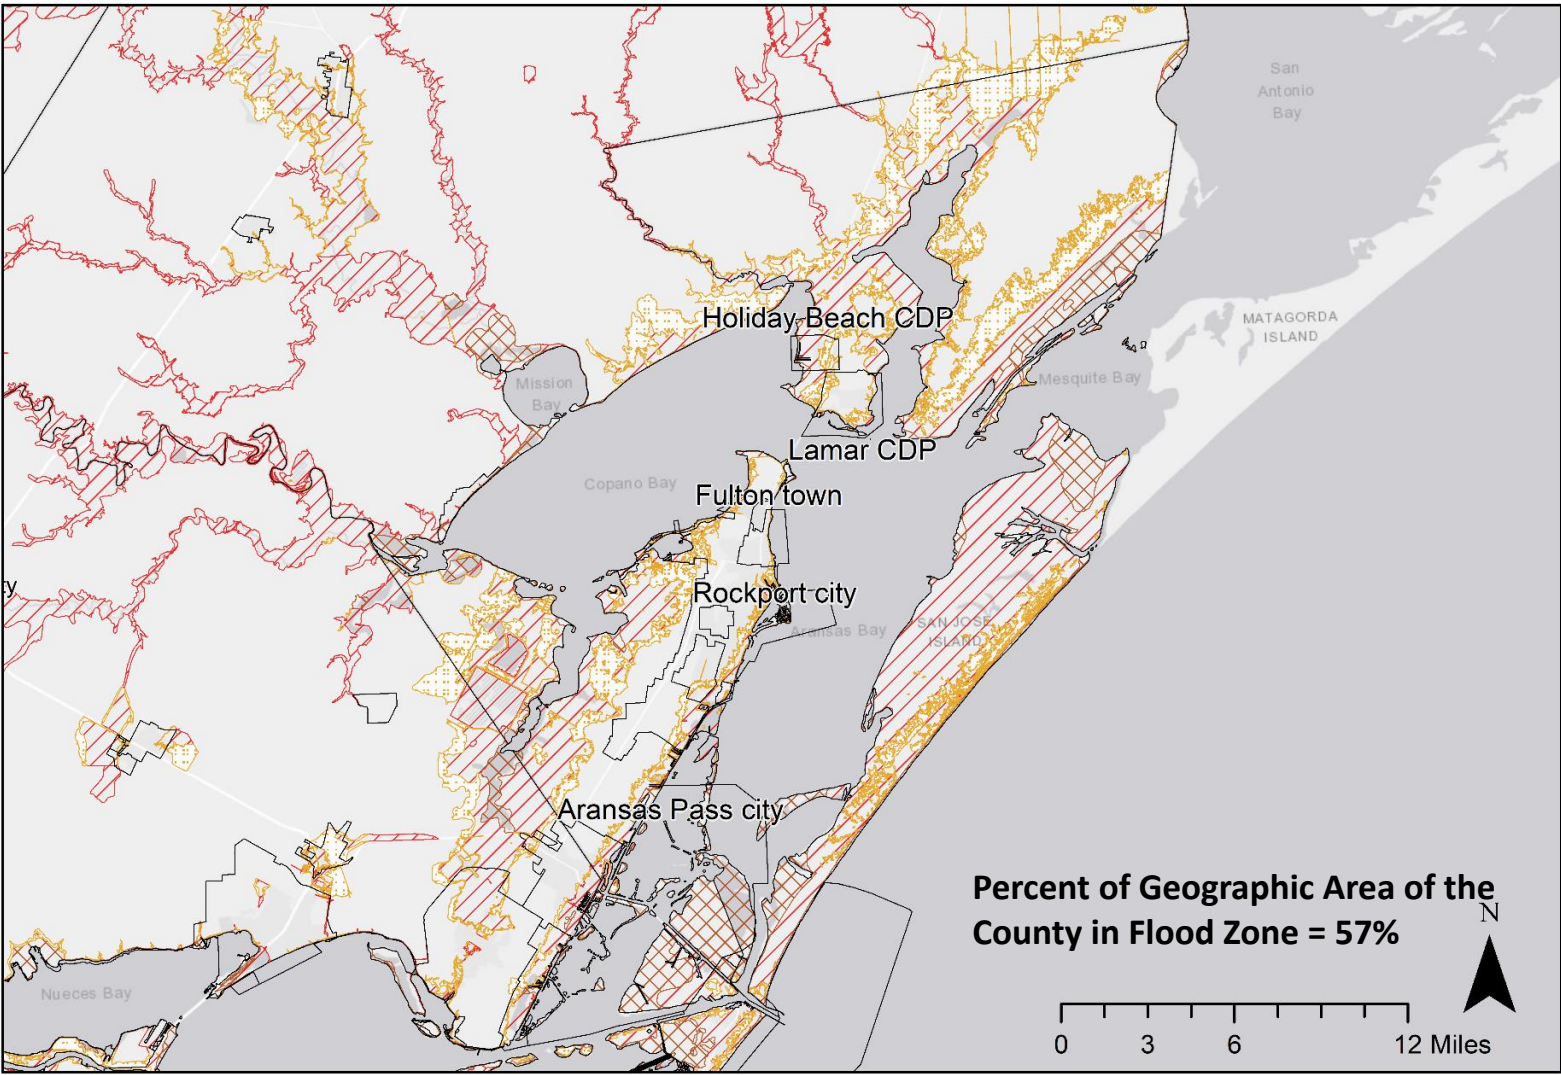 San
Antonio
Bay
Holiday Beach CDP
MATAGORDA
ISLAND
Mission
Bay
Mesquite Bay
Lamar CDP
Copano Bay
Fulton town
ty
Rockport city
Aransas Bay
SAN JOSE
ISLAND
Aransas Pass city
Percent of Geographic Area of the
County in Flood Zone = 57%
N
Nueces Bay
0 3 6 12 Miles